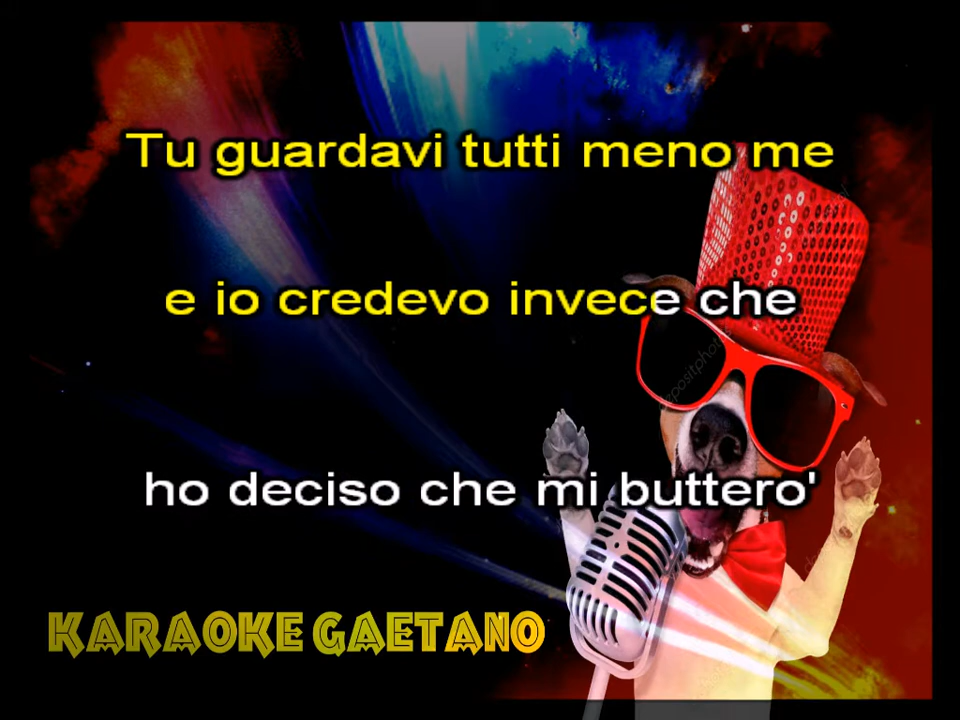 Tu guardavi tutti meno me
e io credevo invece che
ho deciso che mi buttero'
KARAOKE GAETANO